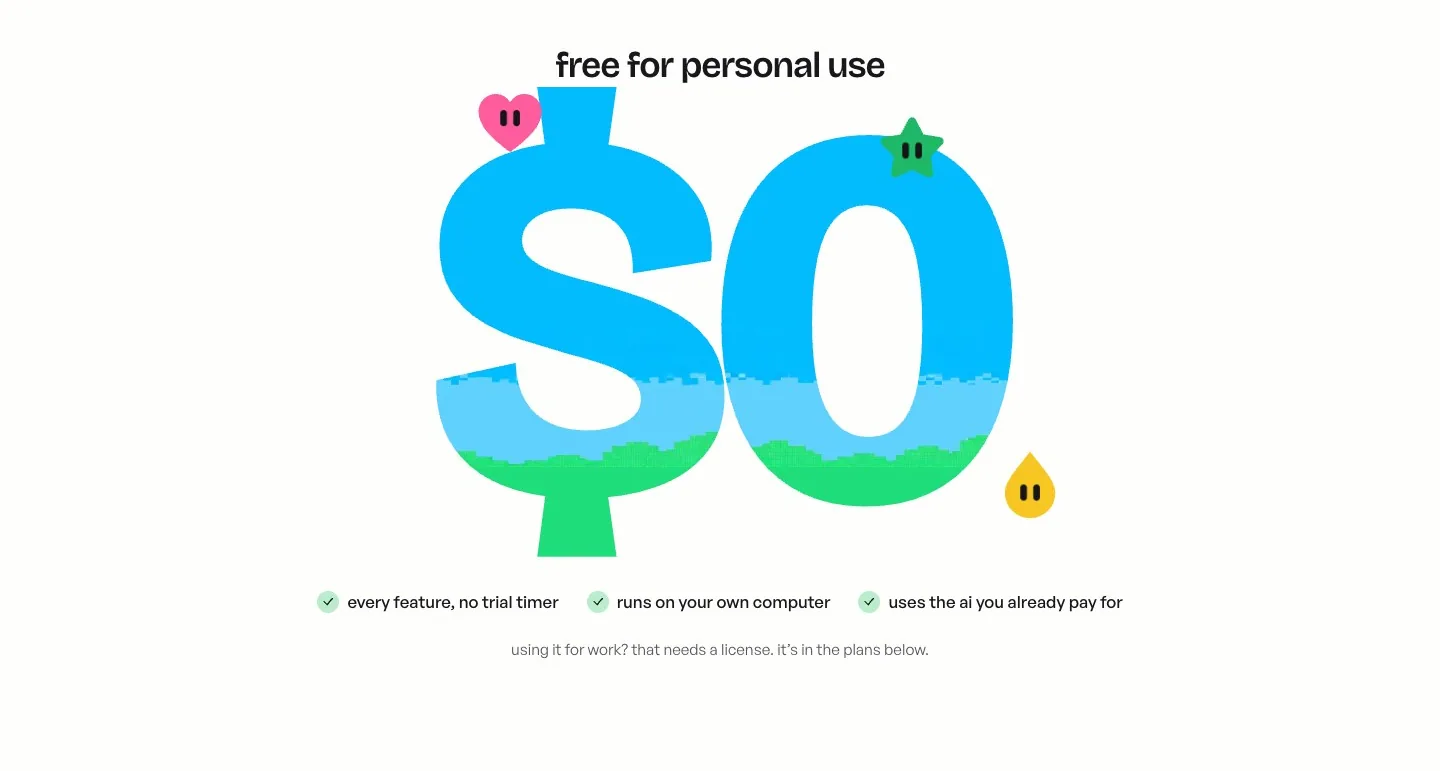 free for personal use
$0
every feature, no trial timer
runs on your own computer
uses the ai you already pay for
using it for work? that needs a license. it’s in the plans below.